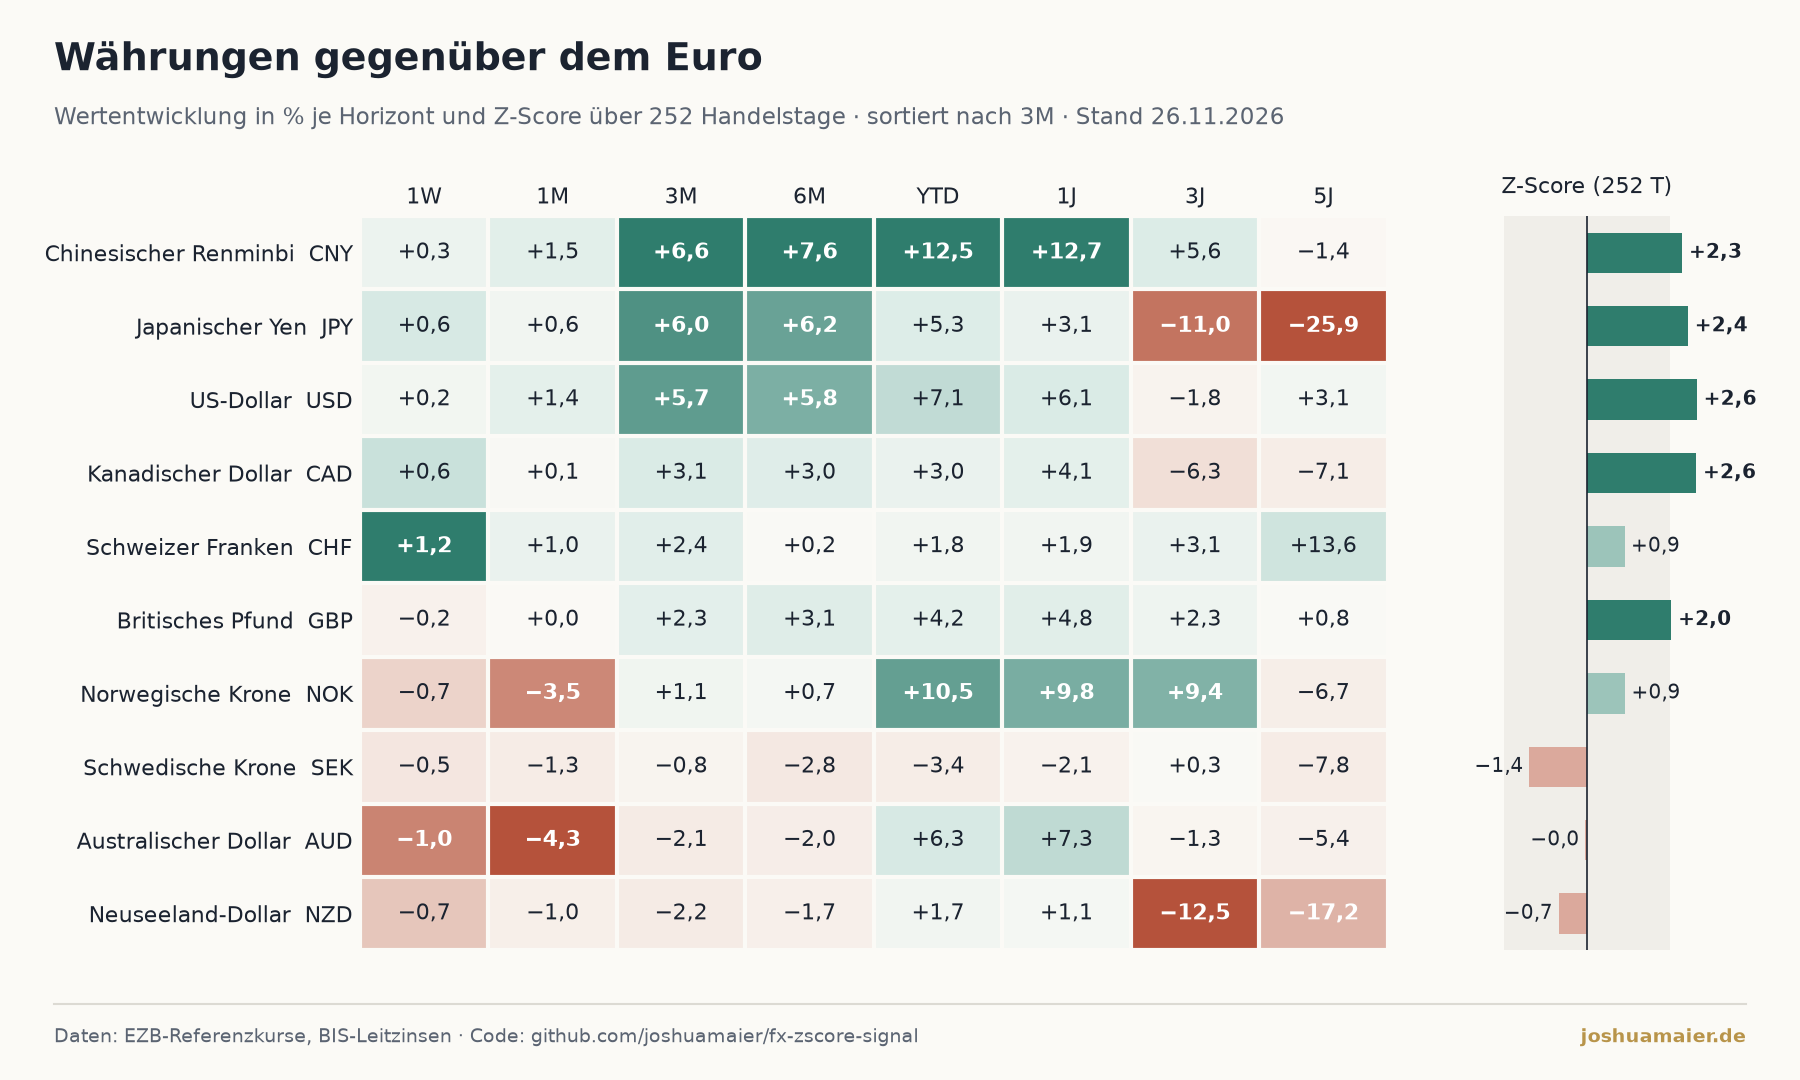 Währungen gegenüber dem Euro
Wertentwicklung in % je Horizont und Z-Score über 252 Handelstage · sortiert nach 3M · Stand 26.11.2026
1W 1M 3M 6M YTD 1J 3J 5J Z-Score (252 T)
Chinesischer Renminbi CNY +0,3 +1,5 +6,6 +7,6 +12,5 +12,7 +5,6 −1,4 +2,3
Japanischer Yen JPY +0,6 +0,6 +6,0 +6,2 +5,3 +3,1 −11,0 −25,9 +2,4
US-Dollar USD +0,2 +1,4 +5,7 +5,8 +7,1 +6,1 −1,8 +3,1 +2,6
Kanadischer Dollar CAD +0,6 +0,1 +3,1 +3,0 +3,0 +4,1 −6,3 −7,1 +2,6
Schweizer Franken CHF +1,2 +1,0 +2,4 +0,2 +1,8 +1,9 +3,1 +13,6 +0,9
Britisches Pfund GBP −0,2 +0,0 +2,3 +3,1 +4,2 +4,8 +2,3 +0,8 +2,0
Norwegische Krone NOK −0,7 −3,5 +1,1 +0,7 +10,5 +9,8 +9,4 −6,7 +0,9
Schwedische Krone SEK −0,5 −1,3 −0,8 −2,8 −3,4 −2,1 +0,3 −7,8 −1,4
Australischer Dollar AUD −1,0 −4,3 −2,1 −2,0 +6,3 +7,3 −1,3 −5,4 −0,0
Neuseeland-Dollar NZD −0,7 −1,0 −2,2 −1,7 +1,7 +1,1 −12,5 −17,2 −0,7
Daten: EZB-Referenzkurse, BIS-Leitzinsen · Code: github.com/joshuamaier/fx-zscore-signal
joshuamaier.de